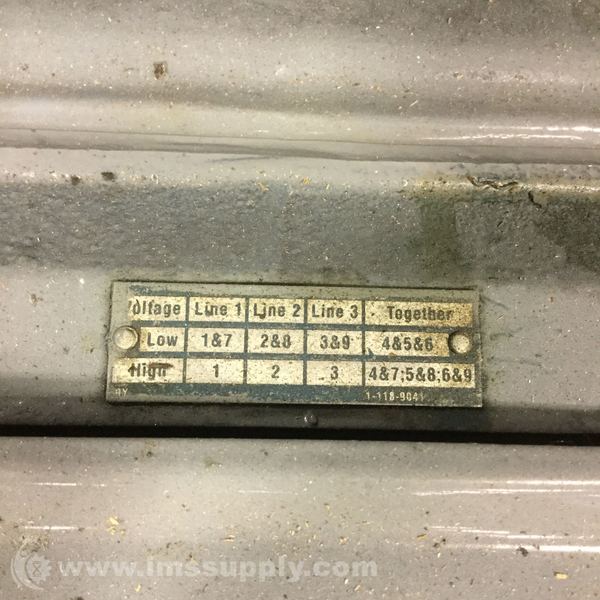 Voltage Line 1 Line 2 Line 3 Together
Low 1&7 2&8 3&9 4&5&6
High 1 2 3 4&7;5&8;6&9
1-118-9041
www.imssupply.com